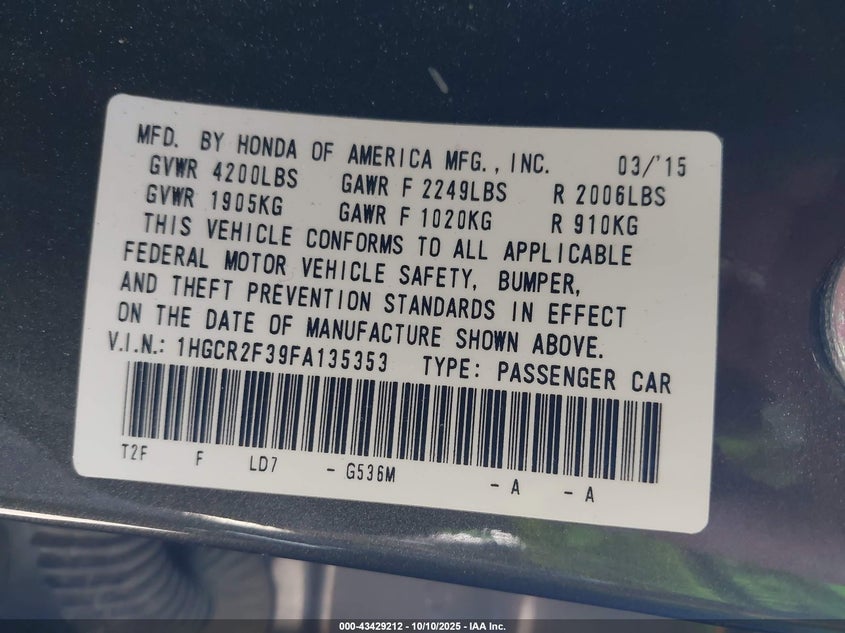 MFD. BY HONDA OF AMERICA MFG., INC. 03/'15
GVWR 4200LBS GAWR F 2249LBS R 2006LBS
GVWR 1905KG GAWR F 1020KG R 910KG
THIS VEHICLE CONFORMS TO ALL APPLICABLE
FEDERAL MOTOR VEHICLE SAFETY, BUMPER,
AND THEFT PREVENTION STANDARDS IN EFFECT
ON THE DATE OF MANUFACTURE SHOWN ABOVE.
V.I.N.: 1HGCR2F39FA135353 TYPE: PASSENGER CAR
T2F F LD7 - G536M - A - A
000-43429212 - 10/10/2025 - IAA Inc.